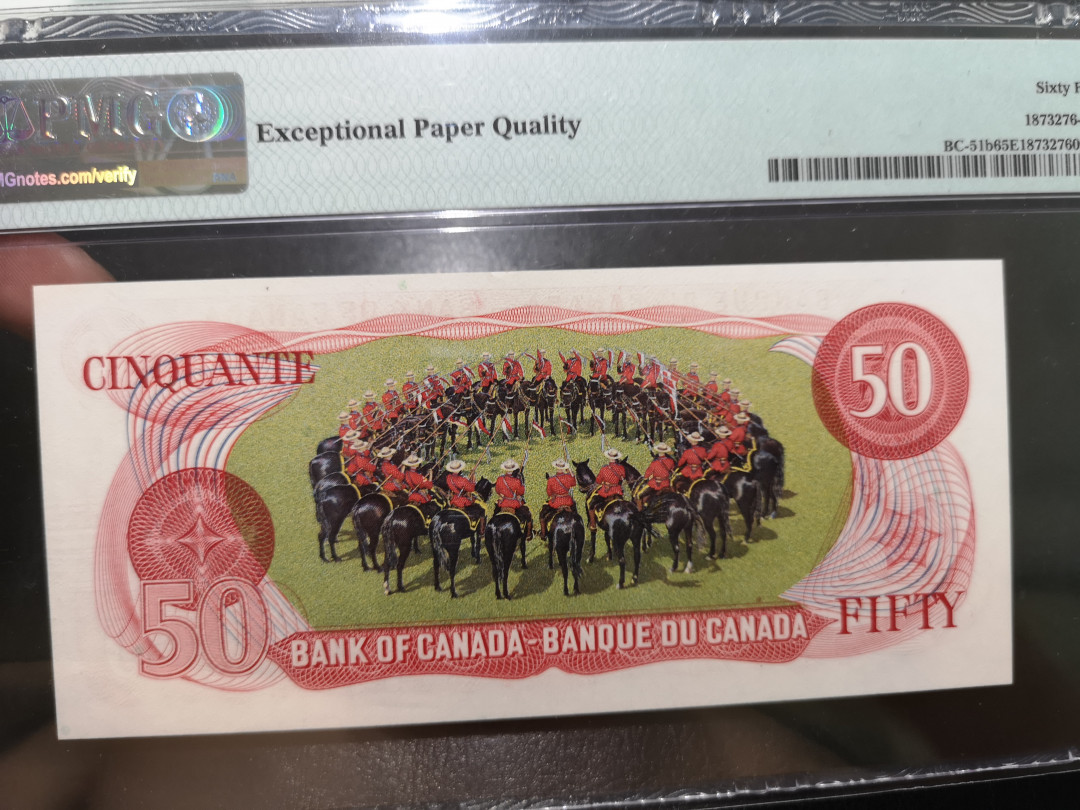 PMG
Exceptional Paper Quality
Sixty
1873276-
BC-51b65E18732760
MGnotes.com/verify
CINQUANTE
50
50
FIFTY
BANK OF CANADA-BANQUE DU CANADA